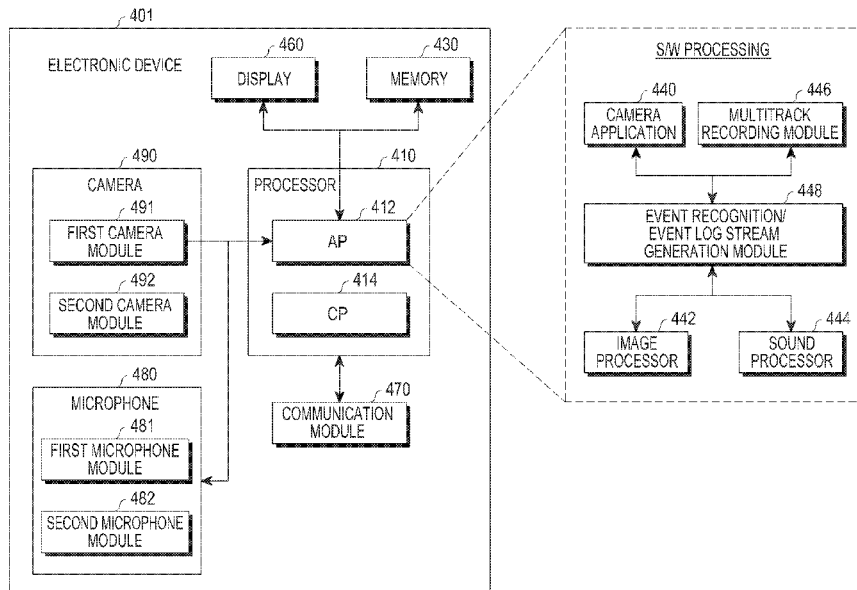 401
ELECTRONIC DEVICE
460
DISPLAY
430
MEMORY
490
CAMERA
491
FIRST CAMERA
MODULE
492
SECOND CAMERA
MODULE
410
PROCESSOR
412
AP
414
CP
480
MICROPHONE
481
FIRST MICROPHONE
MODULE
482
SECOND MICROPHONE
MODULE
470
COMMUNICATION
MODULE
S/W PROCESSING
440
CAMERA
APPLICATION
446
MULTITRACK
RECORDING MODULE
448
EVENT RECOGNITION/
EVENT LOG STREAM
GENERATION MODULE
442
IMAGE
PROCESSOR
444
SOUND
PROCESSOR